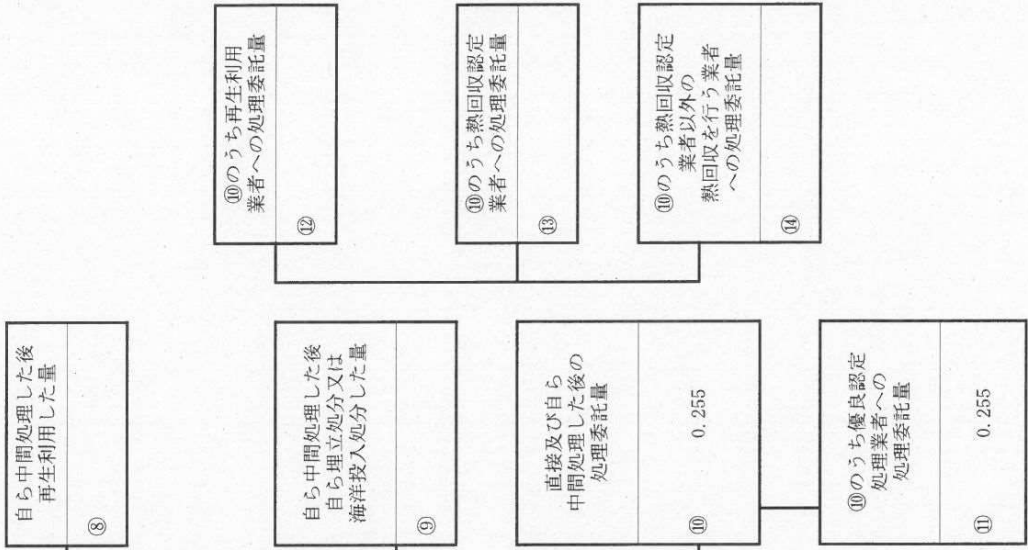 自ら中間処理した後
再生利用した量
⑧
自ら中間処理した後
自ら埋立処分又は
海洋投入処分した量
⑨
直接及び自ら
中間処理した後の
処理委託量
⑩
0.255
⑩のうち優良認定
処理業者への
処理委託量
⑪
0.255
⑩のうち再生利用
業者への処理委託量
⑫
⑩のうち熱回収認定
業者への処理委託量
⑬
⑩のうち熱回収認定
業者以外の
熱回収を行う業者
への処理委託量
⑭